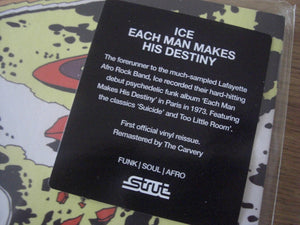 ICE
EACH MAN MAKES
HIS DESTINY
The forerunner to the much-sampled Lafayette
Afro Rock Band, Ice recorded their hard-hitting
debut psychedelic funk album 'Each Man
Makes His Destiny' in Paris in 1973. Featuring
the classics 'Suicide' and Too Little Room'.
First official vinyl reissue.
Remastered by The Carvery
FUNK | SOUL | AFRO
Strut